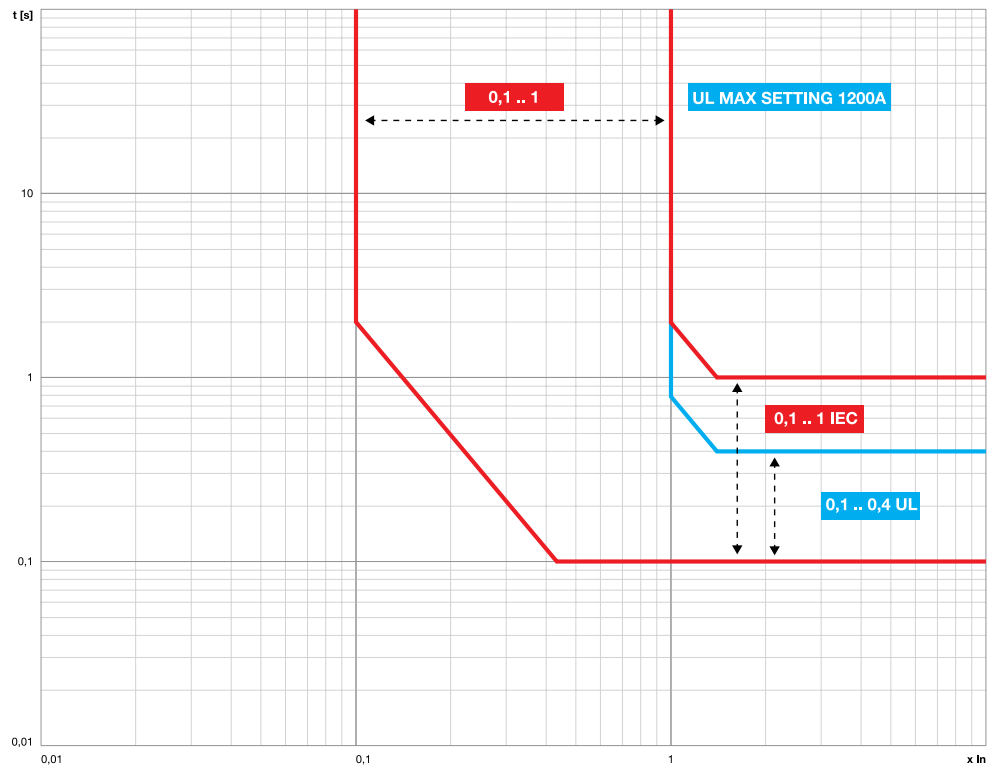 t [s]
0,1 .. 1
UL MAX SETTING 1200A
10
1
0,1 .. 1 IEC
0,1 .. 0,4 UL
0,1
0,01
0,01
0,1
1
x In